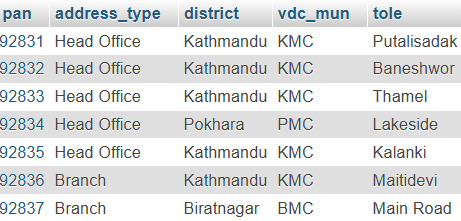 pan address_type district vdc_mun tole
92831 Head Office Kathmandu KMC Putalisadak
92832 Head Office Kathmandu KMC Baneshwor
92833 Head Office Kathmandu KMC Thamel
92834 Head Office Pokhara PMC Lakeside
92835 Head Office Kathmandu KMC Kalanki
92836 Branch Kathmandu KMC Maitidevi
92837 Branch Biratnagar BMC Main Road